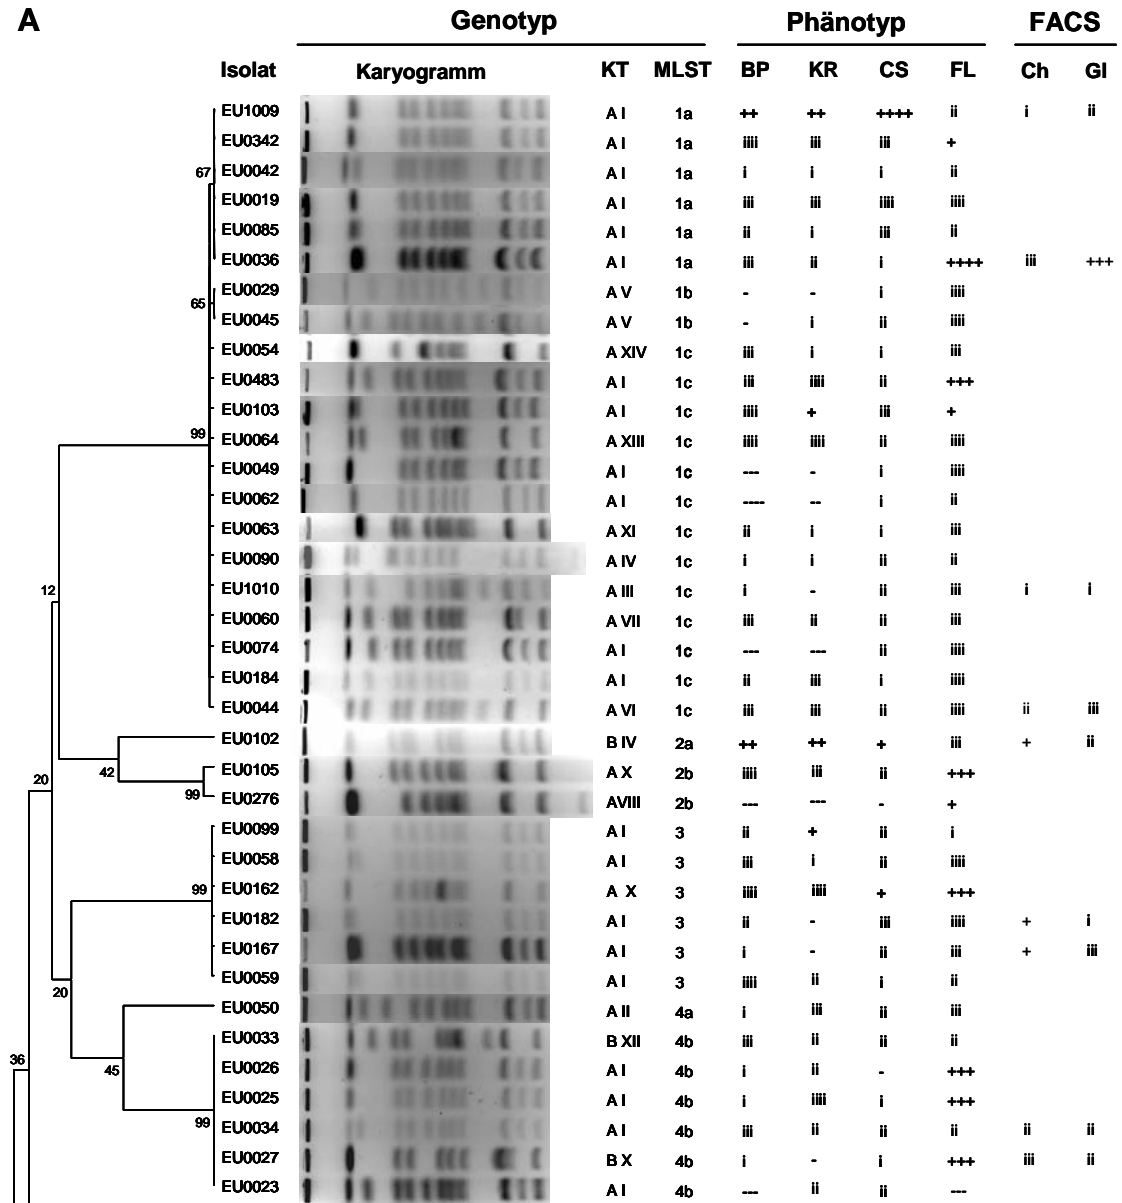 A
Genotyp Phänotyp FACS
Isolat Karyogramm KT MLST BP KR CS FL Ch Gl
EU1009 A I 1a ++ ++ ++++ ii i ii
EU0342 A I 1a iiii iii iii +
67
EU0042 A I 1a i i i ii
EU0019 A I 1a iii iii iiii iiii
EU0085 A I 1a ii i iii ii
EU0036 A I 1a iii ii i ++++ iii +++
EU0029 A V 1b - - i iiii
65
EU0045 A V 1b - i ii iiii
EU0054 A XIV 1c iii i i iii
EU0483 A I 1c iii iiii ii +++
EU0103 A I 1c iiii + iii +
99
EU0064 A XIII 1c iiii iiii ii iiii
EU0049 A I 1c --- - i iiii
EU0062 A I 1c ---- -- i ii
EU0063 A XI 1c ii i i iii
EU0090 A IV 1c i i ii ii
12
EU1010 A III 1c i - ii iii i i
EU0060 A VII 1c iii ii ii iii
EU0074 A I 1c --- --- ii iiii
EU0184 A I 1c ii iii i iiii
EU0044 A VI 1c iii iii ii iiii ii iii
EU0102 B IV 2a ++ ++ + iii + ii
42
20
EU0105 A X 2b iiii iii ii +++
99
EU0276 AVIII 2b --- --- - +
EU0099 A I 3 ii + ii i
EU0058 A I 3 iii i ii iiii
99
EU0162 A X 3 iiii iiii + +++
EU0182 A I 3 ii - iii iiii + i
EU0167 A I 3 i - ii iii + iii
EU0059 A I 3 iiii ii i ii
20
EU0050 A II 4a i iii ii iii
EU0033 B XII 4b iii ii ii ii
36
EU0026 A I 4b i ii - +++
45
EU0025 A I 4b i iiii i +++
99
EU0034 A I 4b iii ii ii ii ii ii
EU0027 B X 4b i - i +++ iii ii
EU0023 A I 4b --- ii ii ---